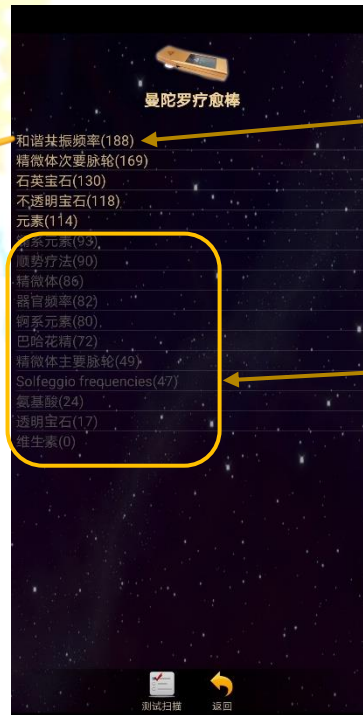 曼陀罗疗愈棒
和谐共振频率(188)
精微体次要脉轮(169)
石英宝石(130)
不透明宝石(118)
元素(114)
镧系元素(93)
顺势疗法(90)
精微体(86)
器官频率(82)
锕系元素(80)
巴哈花精(72)
精微体主要脉轮(49)
Solfeggio frequencies(47)
氨基酸(24)
透明宝石(17)
维生素(0)
测试扫描
返回